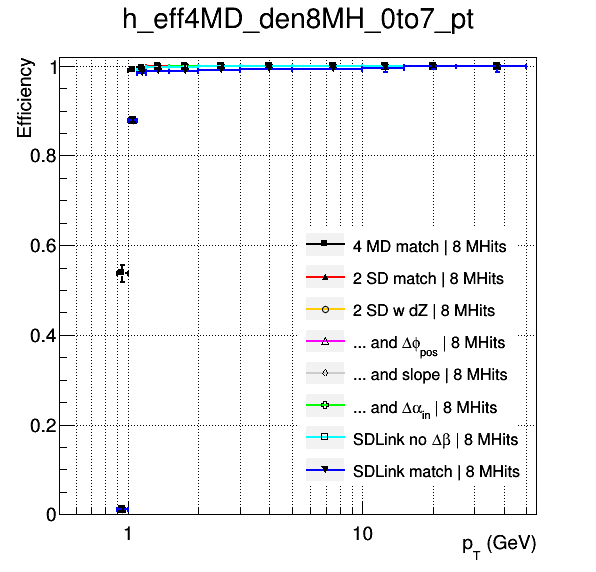 h_eff4MD_den8MH_0to7_pt
Efficiency
1
0.8
0.6
0.4
0.2
0
4 MD match | 8 MHits
2 SD match | 8 MHits
2 SD w dZ | 8 MHits
... and Δϕpos | 8 MHits
... and slope | 8 MHits
... and Δαin | 8 MHits
SDLink no Δβ | 8 MHits
SDLink match | 8 MHits
1 10
pT (GeV)